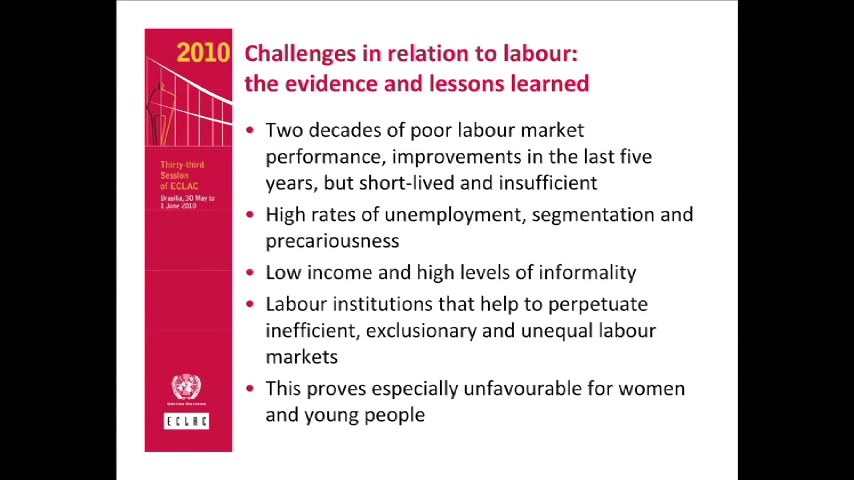 2010
Thirty-third
Session
of ECLAC
Brasilia, 30 May to
1 June 2010
ECLAC
Challenges in relation to labour:
the evidence and lessons learned
• Two decades of poor labour market
performance, improvements in the last five
years, but short-lived and insufficient
• High rates of unemployment, segmentation and
precariousness
• Low income and high levels of informality
• Labour institutions that help to perpetuate
inefficient, exclusionary and unequal labour
markets
• This proves especially unfavourable for women
and young people